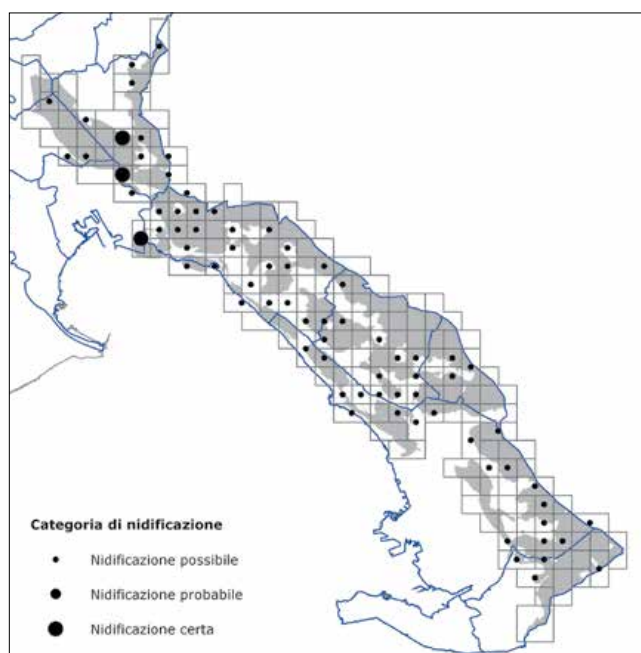 Categoria di nidificazione
Nidificazione possibile
Nidificazione probabile
Nidificazione certa